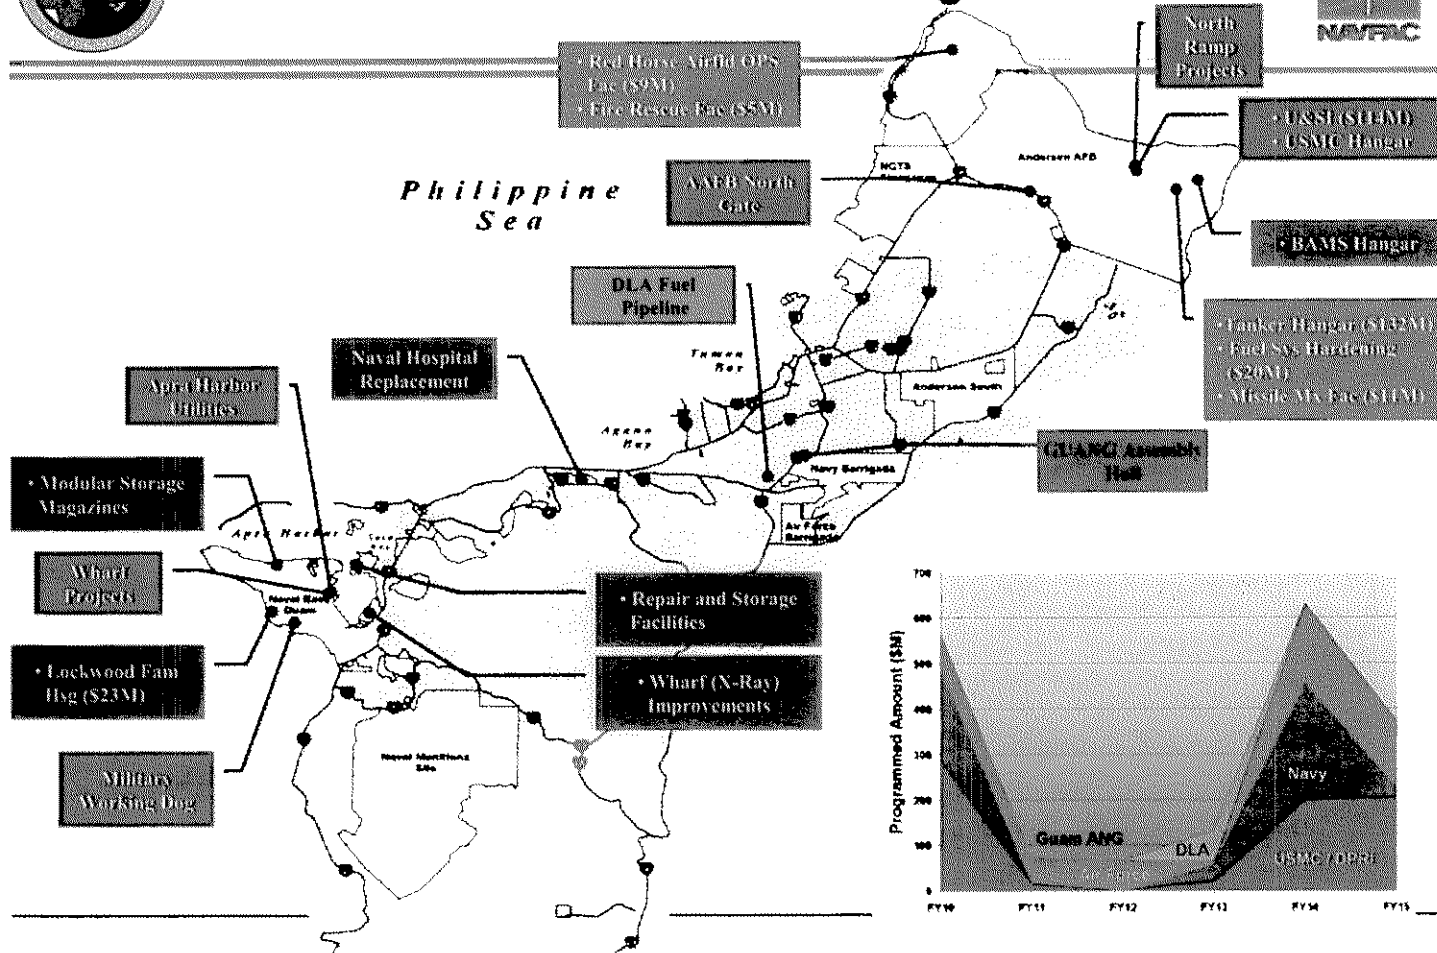 NAVFAC
North
Ramp
Projects
• Red Horse Airfld OPS
Fac ($9M)
• Fire Rescue Fac ($5M)
• USMC Hangar
Andersen AFB
Philippine
Sea
AAFB North
Gate
• BAMS Hangar
DLA Fuel
Pipeline
• Tanker Hangar ($132M)
• Fuel Sys Hardening
($20M)
• Missile Mx Fac ($11M)
Naval Hospital
Replacement
Tumon
Bay
Apra Harbor
Utilities
Anderson South
Agana
Bay
GUANG Assembly
Hall
Navy Barrigada
• Modular Storage
Magazines
Air Force
Barrigada
Apra Harbor
Wharf
Projects
Naval Base
Guam
• Repair and Storage
Facilities
• Lockwood Fam
Hsg ($23M)
• Wharf (X-Ray)
Improvements
Naval Munitions
Site
Military
Working Dog
Programmed Amount ($M)
700
600
500
400
300
200
100
0
Navy
Guam ANG
DLA
USMC / DPRI
FY10 FY11 FY12 FY13 FY14 FY15